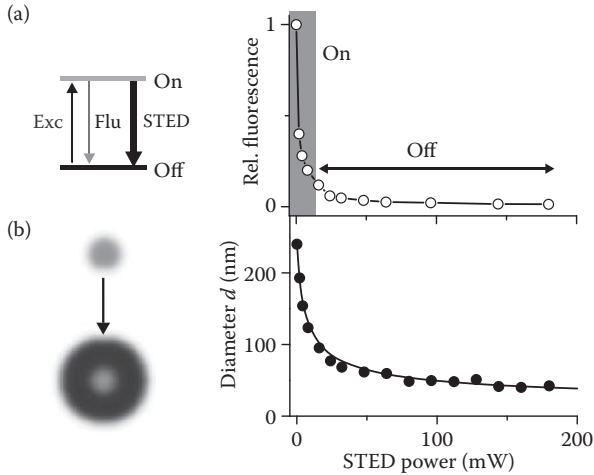 (a)
On
Exc
Flu
STED
Off
Rel. fluorescence
1
0
On
Off
(b)
Diameter d (nm)
200
100
0
0
100
200
STED power (mW)